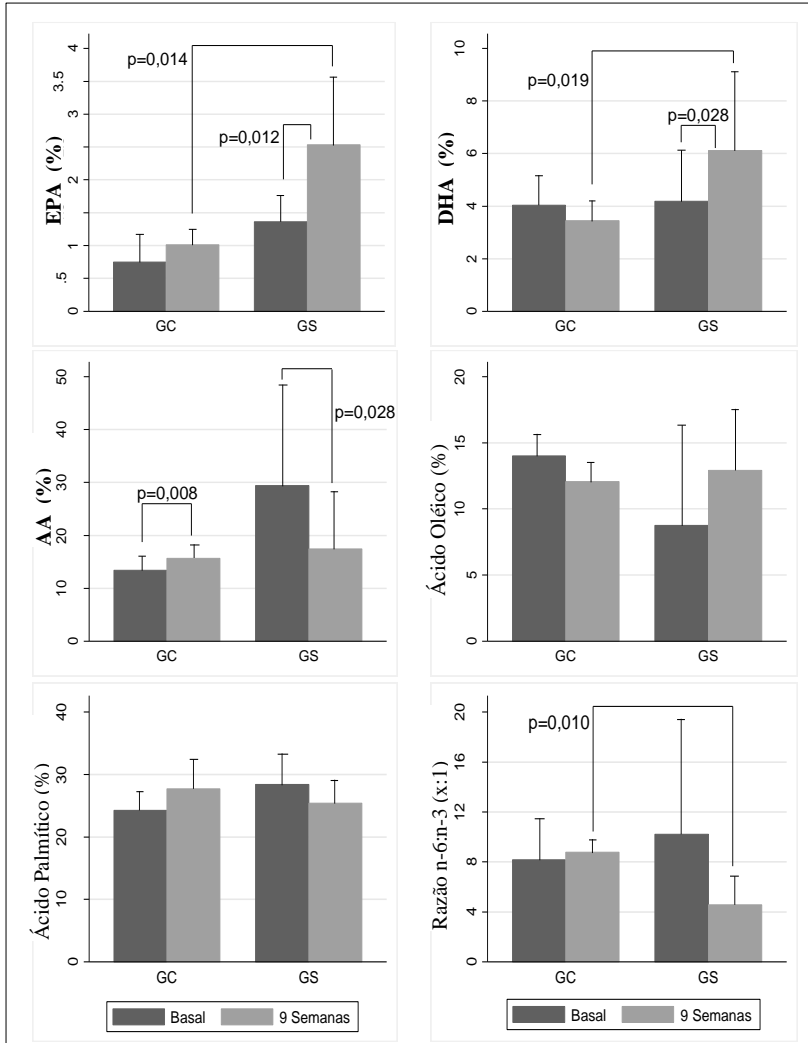 EPA (%)
4
3.5
3
2.5
2
1
.5
0
p=0,014
p=0,012
GC
GS
DHA (%)
10
8
6
4
2
0
p=0,019
p=0,028
GC
GS
AA (%)
50
40
30
20
10
0
p=0,008
p=0,028
GC
GS
Ácido Oléico (%)
20
15
10
5
0
GC
GS
Ácido Palmítico (%)
40
30
20
10
0
GC
GS
Razão n-6:n-3 (x:1)
20
16
12
8
4
0
p=0,010
GC
GS
Basal
9 Semanas
Basal
9 Semanas